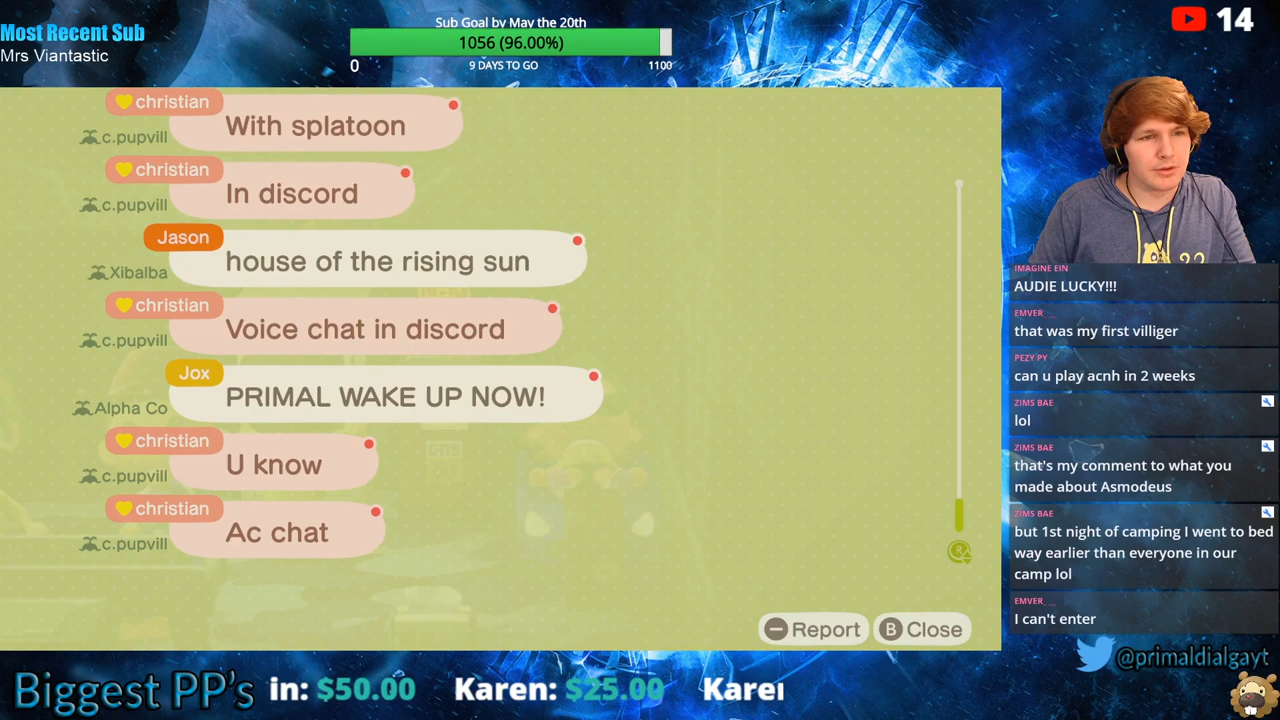 Most Recent Sub
Mrs Viantastic
Sub Goal by May the 20th
1056 (96.00%)
0
9 DAYS TO GO
1100
14
christian
With splatoon
c.pupvill
christian
In discord
c.pupvill
Jason
house of the rising sun
Xibalba
christian
Voice chat in discord
c.pupvill
Jox
PRIMAL WAKE UP NOW!
Alpha Co
christian
U know
c.pupvill
christian
Ac chat
c.pupvill
R
Report
B Close
IMAGINE EIN
AUDIE LUCKY!!!
EMVER__
that was my first villiger
PEZY PY
can u play acnh in 2 weeks
ZIMS BAE
lol
ZIMS BAE
that's my comment to what you
made about Asmodeus
ZIMS BAE
but 1st night of camping I went to bed
way earlier than everyone in our
camp lol
EMVER__
I can't enter
@primaldialgayt
Biggest PP's in: $50.00 Karen: $25.00 Karei